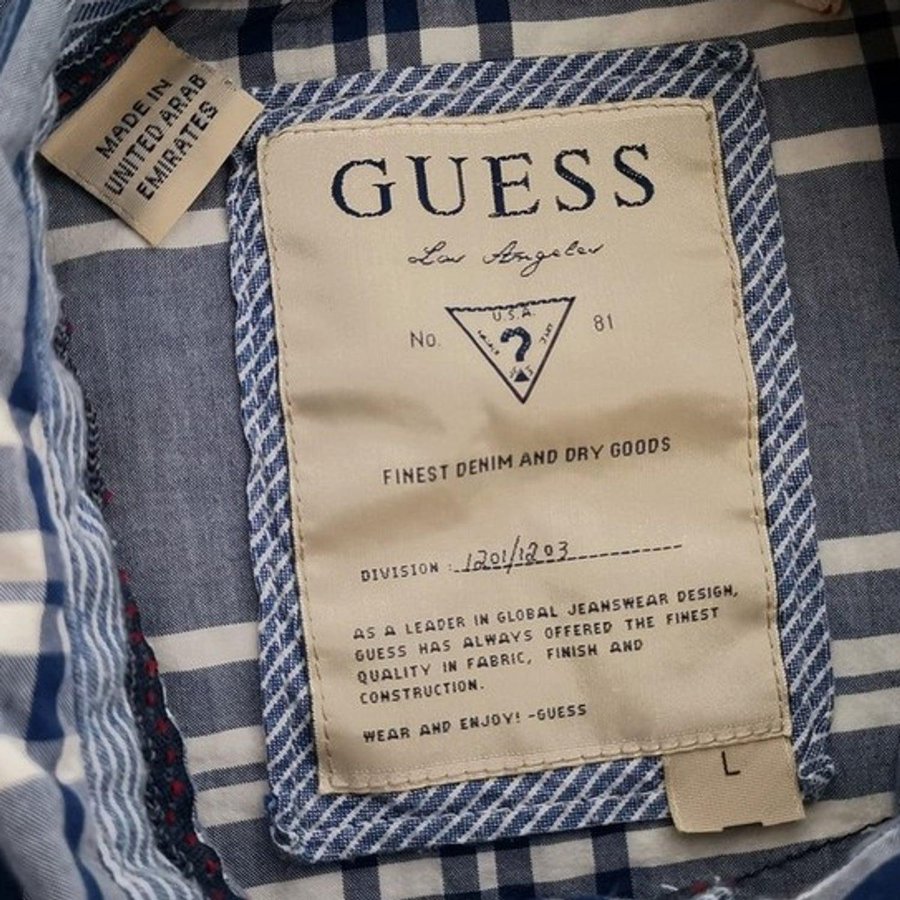 MADE IN
UNITED ARAB
EMIRATES
GUESS
Los Angeles
No. 81
U.S.A.
?
FINEST DENIM AND DRY GOODS
DIVISION : 1201/1203
AS A LEADER IN GLOBAL JEANSWEAR DESIGN,
GUESS HAS ALWAYS OFFERED THE FINEST
QUALITY IN FABRIC, FINISH AND
CONSTRUCTION.
WEAR AND ENJOY! -GUESS
L